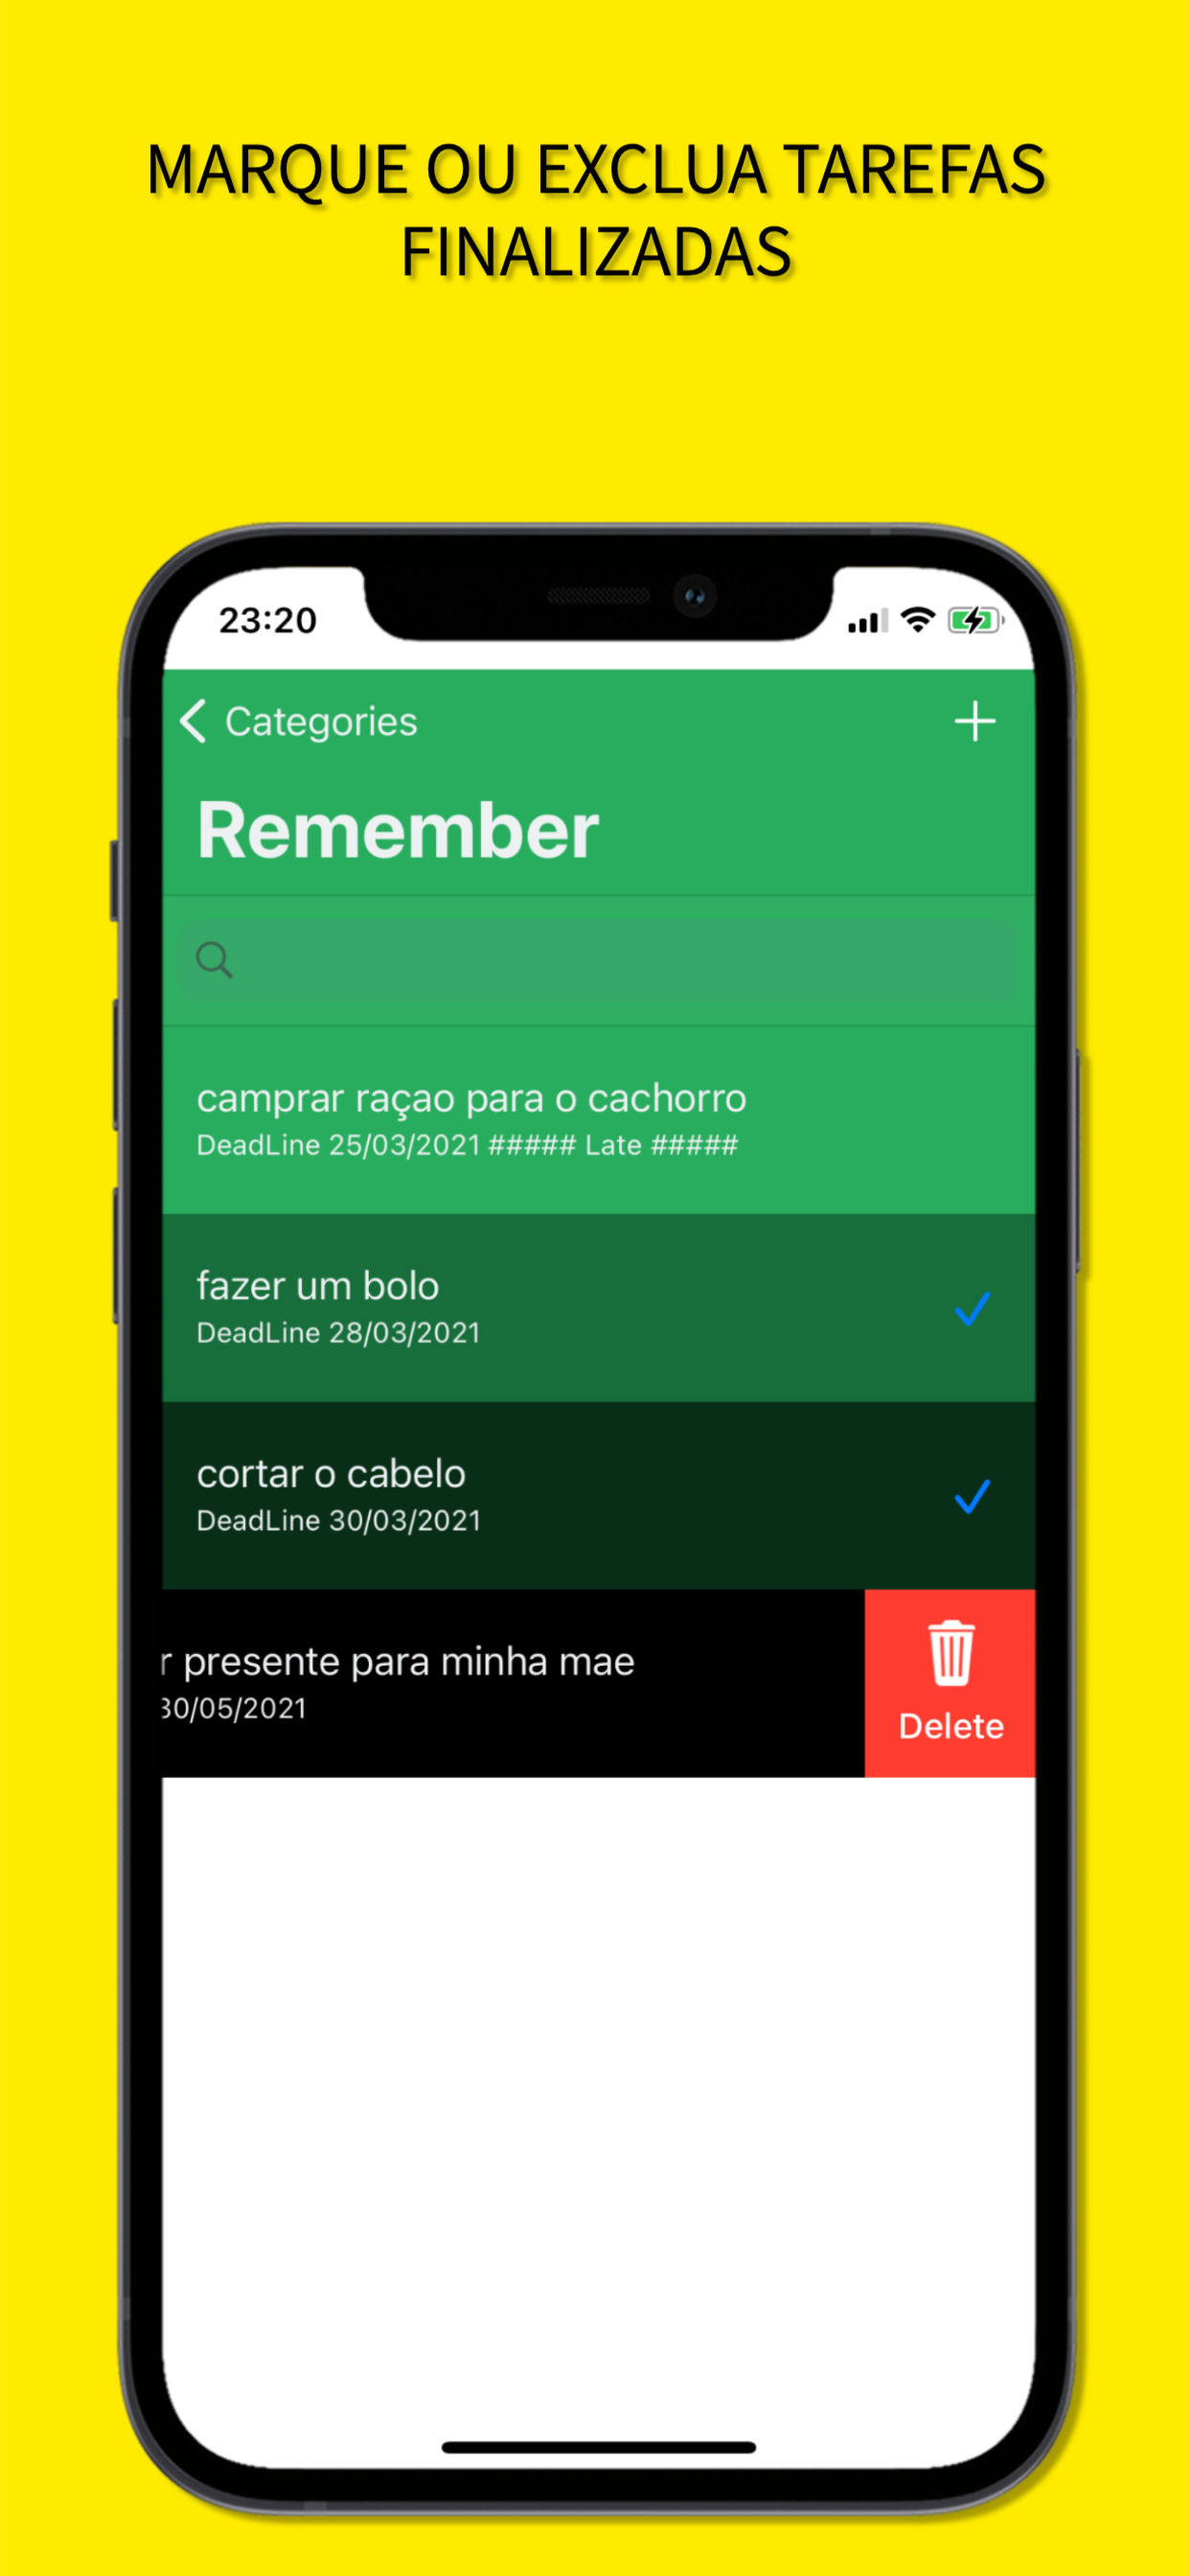 MARQUE OU EXCLUA TAREFAS
FINALIZADAS
23:20
Categories
Remember
camprar raçao para o cachorro
DeadLine 25/03/2021 ##### Late #####
fazer um bolo
DeadLine 28/03/2021
cortar o cabelo
DeadLine 30/03/2021
r presente para minha mae
30/05/2021
Delete